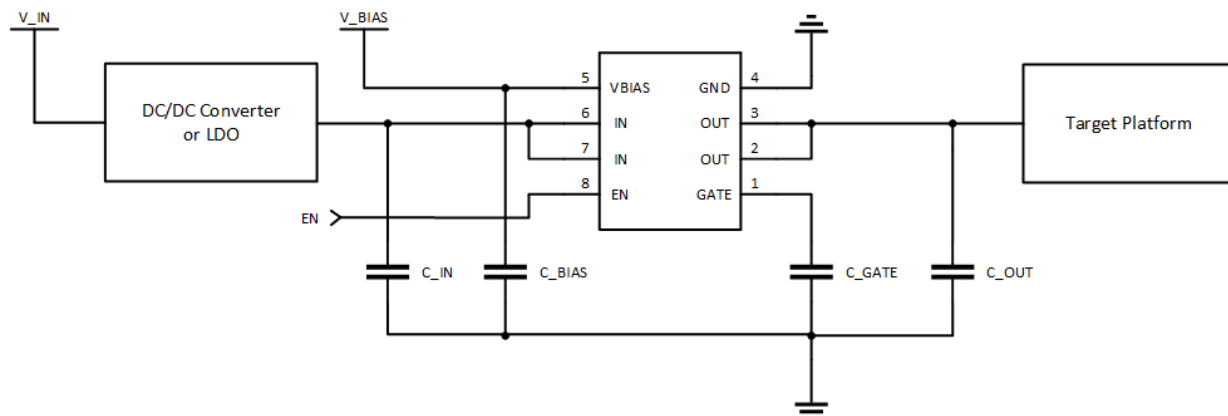 V_IN
V_BIAS
DC/DC Converter
or LDO
5
VBIAS
GND
4
6
IN
OUT
3
7
IN
OUT
2
8
EN
GATE
1
Target Platform
EN
C_IN
C_BIAS
C_GATE
C_OUT